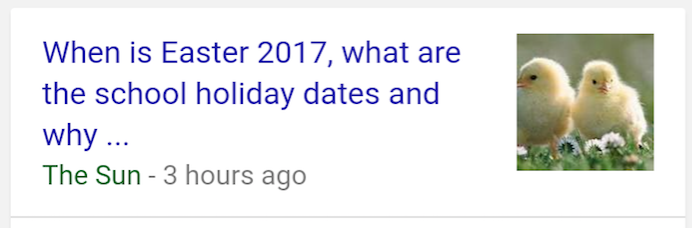 When is Easter 2017, what are
the school holiday dates and
why ...
The Sun - 3 hours ago